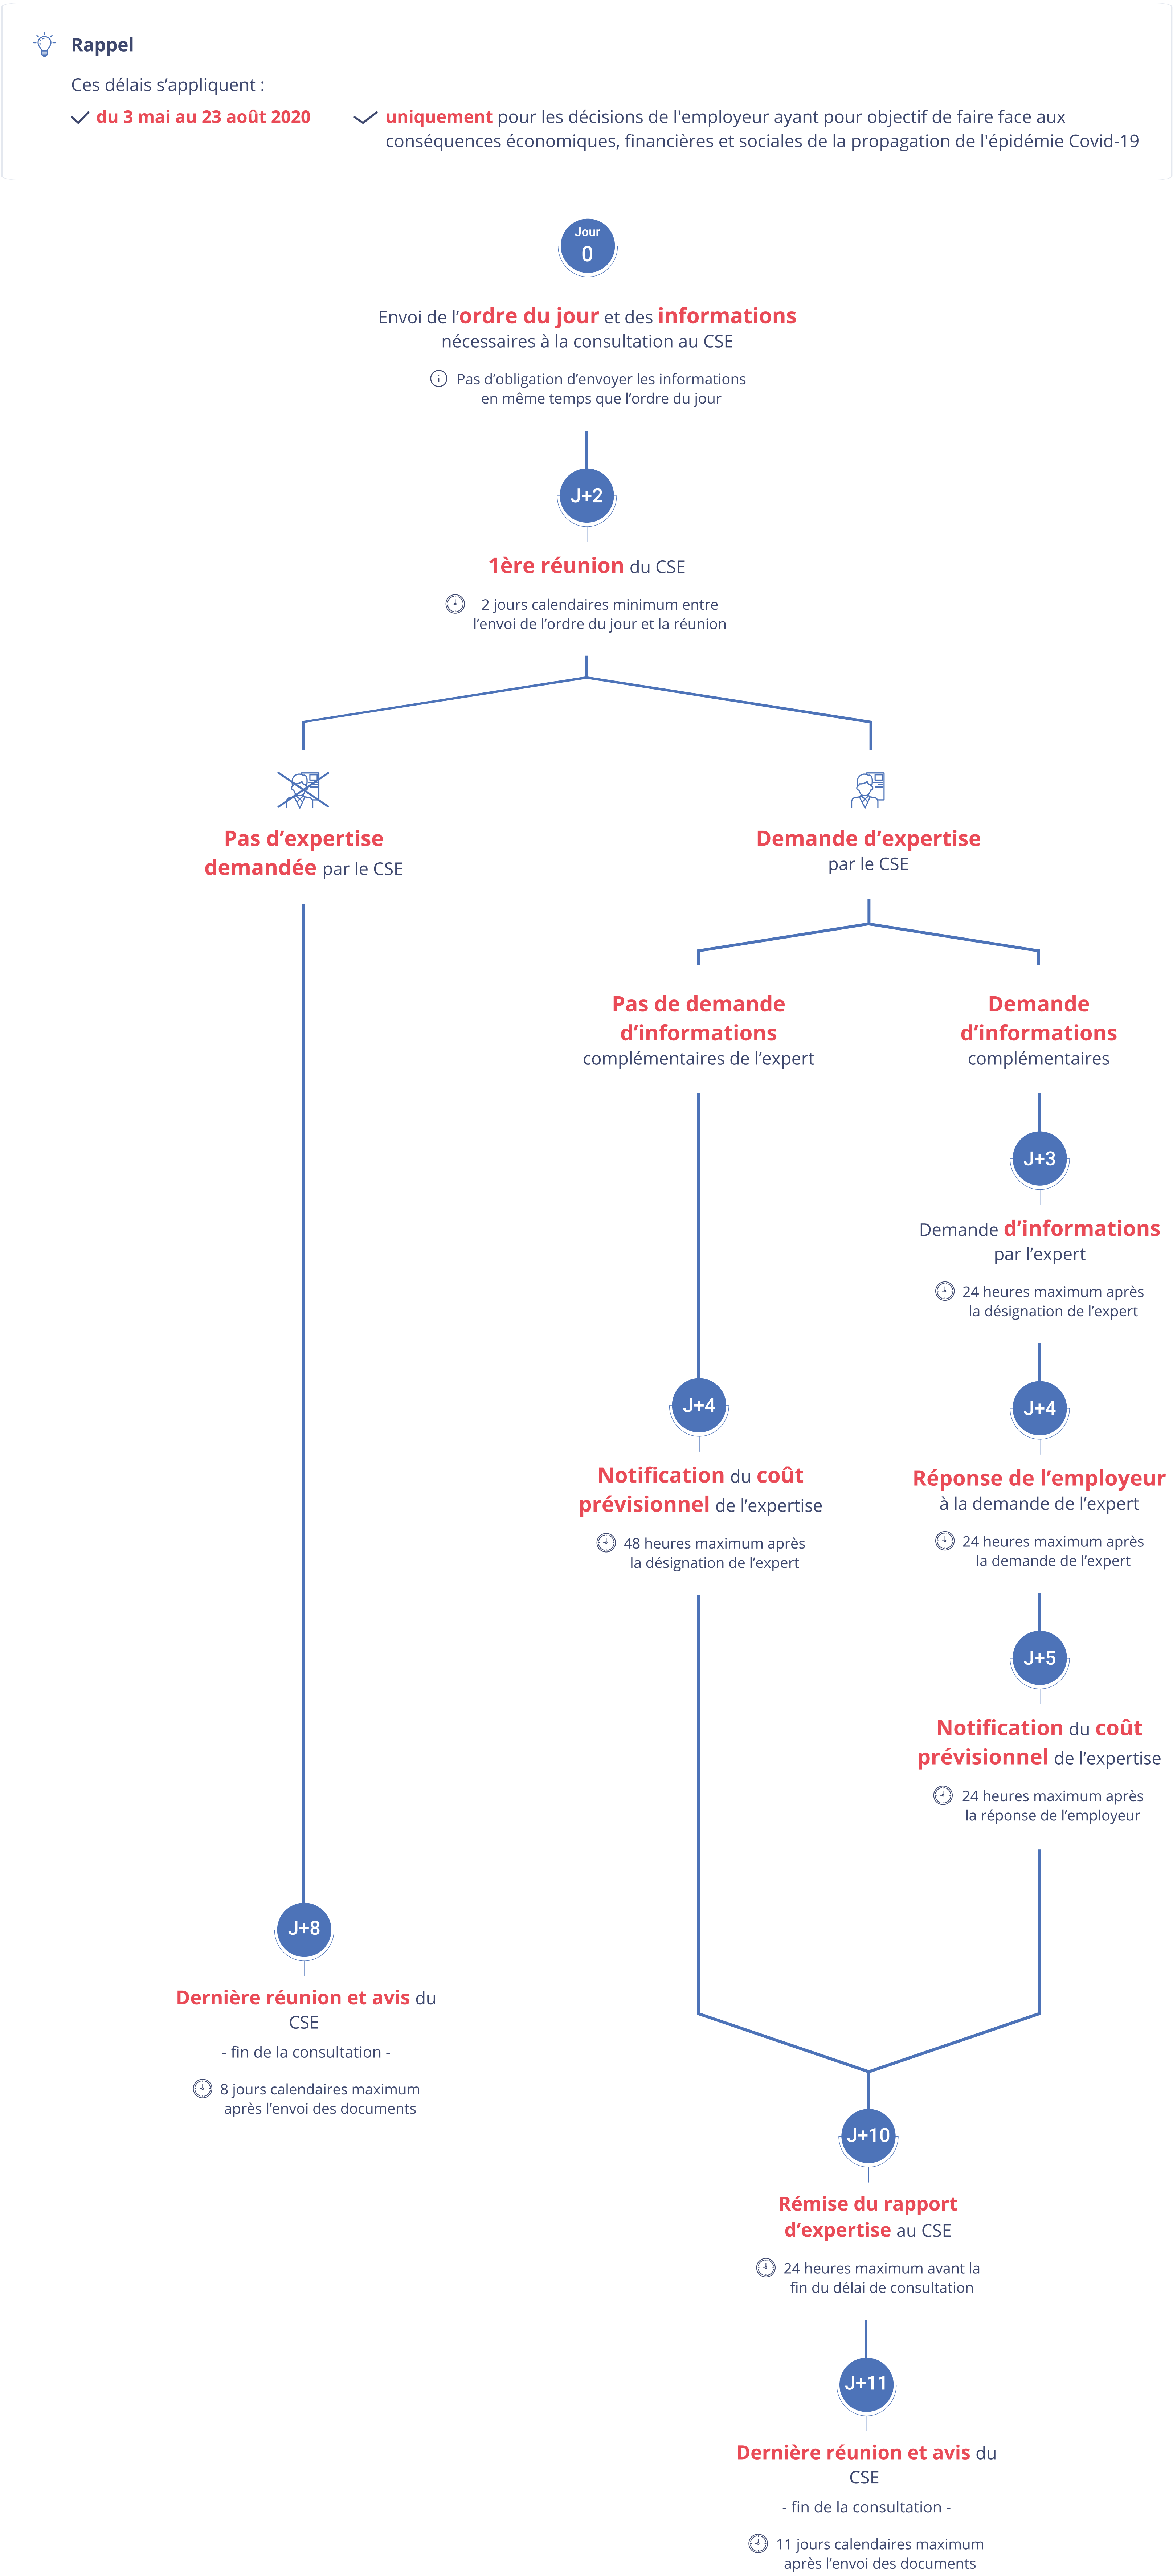 Rappel
Ces délais s’appliquent :
du 3 mai au 23 août 2020
uniquement pour les décisions de l'employeur ayant pour objectif de faire face aux
conséquences économiques, financières et sociales de la propagation de l'épidémie Covid-19
Jour
0
Envoi de l’ordre du jour et des informations
nécessaires à la consultation au CSE
Pas d’obligation d’envoyer les informations
en même temps que l’ordre du jour
J+2
1ère réunion du CSE
2 jours calendaires minimum entre
l’envoi de l’ordre du jour et la réunion
Pas d’expertise
demandée par le CSE
Demande d’expertise
par le CSE
Pas de demande
d’informations
complémentaires de l’expert
Demande
d’informations
complémentaires
J+3
Demande d’informations
par l’expert
24 heures maximum après
la désignation de l’expert
J+4
Notification du coût
prévisionnel de l’expertise
48 heures maximum après
la désignation de l’expert
J+4
Réponse de l’employeur
à la demande de l’expert
24 heures maximum après
la demande de l’expert
J+5
Notification du coût
prévisionnel de l’expertise
24 heures maximum après
la réponse de l’employeur
J+8
Dernière réunion et avis du
CSE
- fin de la consultation -
8 jours calendaires maximum
après l’envoi des documents
J+10
Rémise du rapport
d’expertise au CSE
24 heures maximum avant la
fin du délai de consultation
J+11
Dernière réunion et avis du
CSE
- fin de la consultation -
11 jours calendaires maximum
après l’envoi des documents